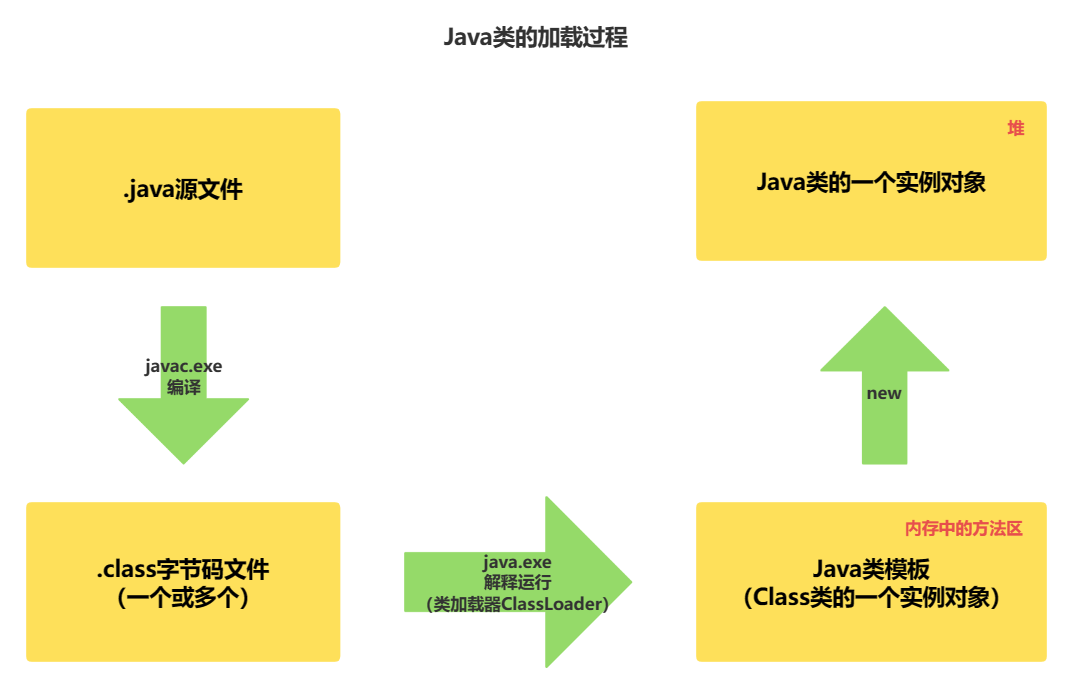 Java类的加载过程
.java源文件
javac.exe
编译
.class字节码文件
（一个或多个）
java.exe
解释运行
（类加载器ClassLoader）
内存中的方法区
Java类模板
（Class类的一个实例对象）
new
堆
Java类的一个实例对象